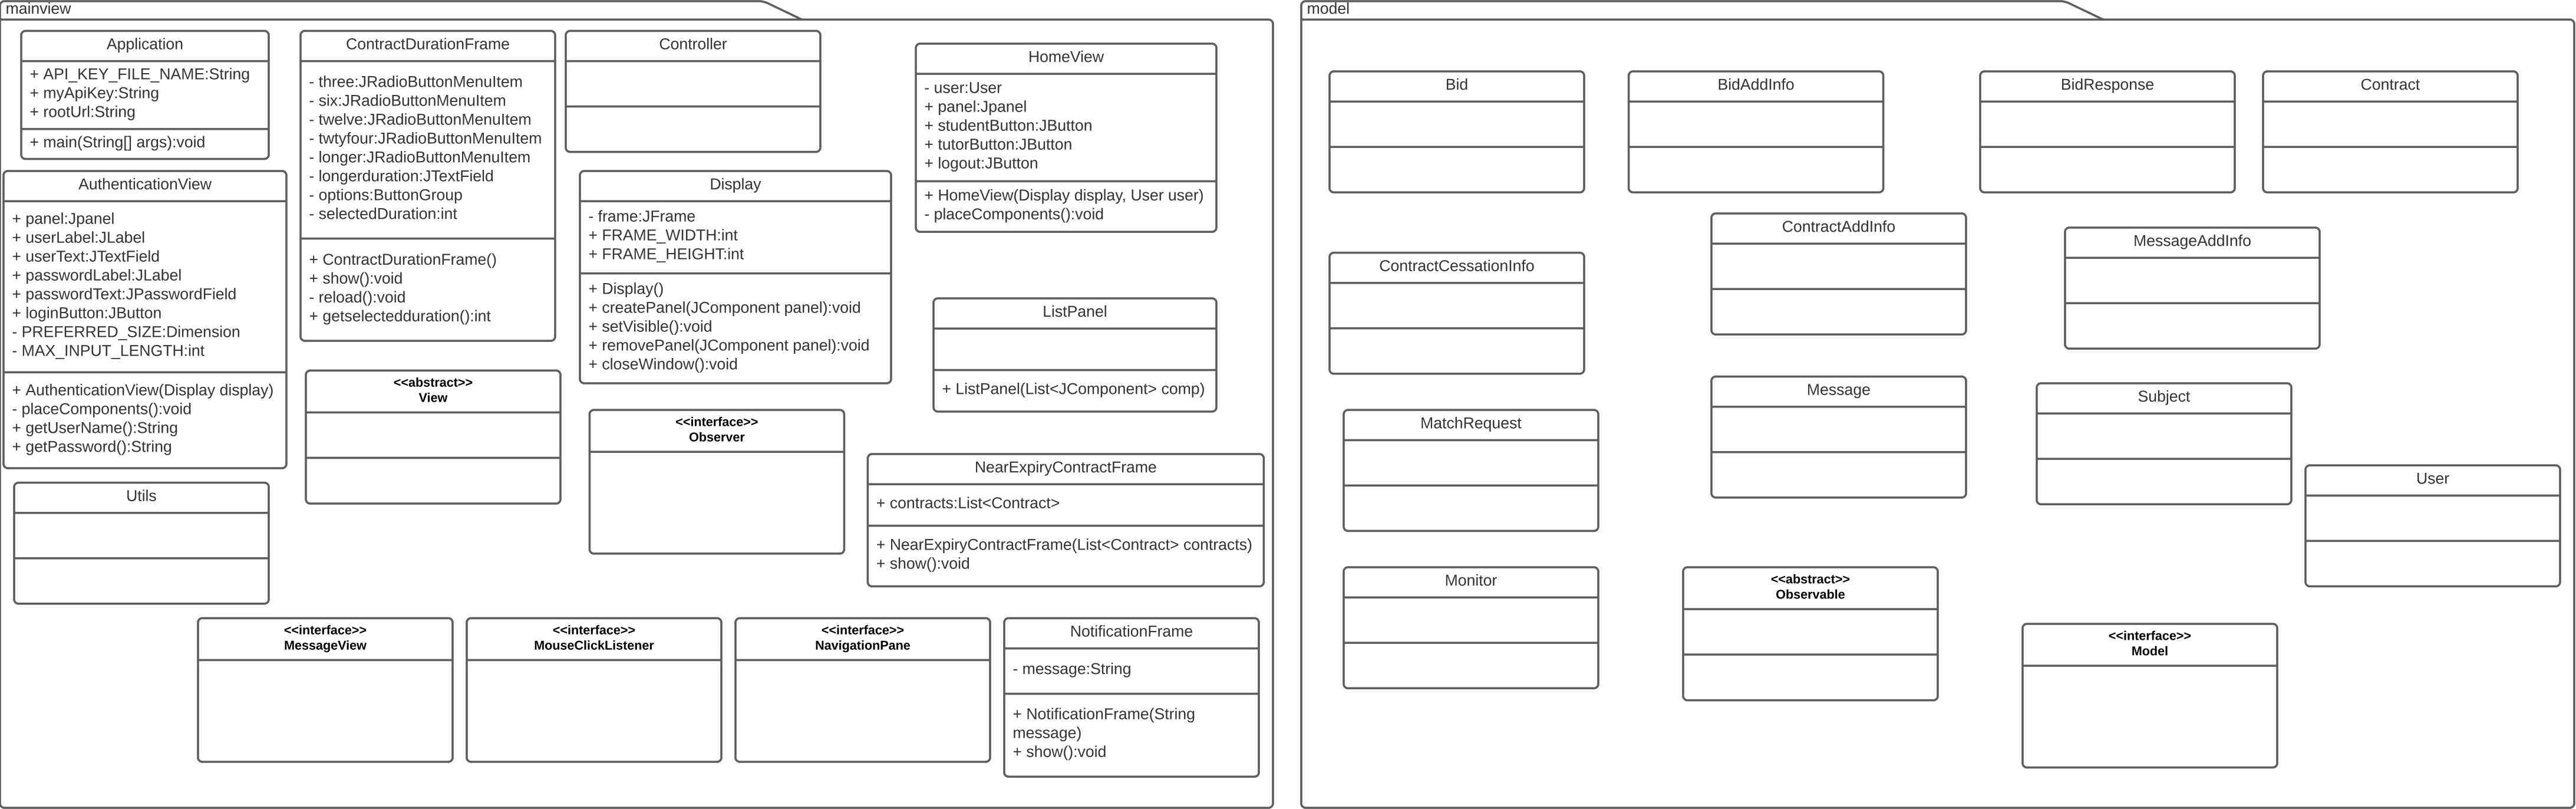 mainview
Application
+ API_KEY_FILE_NAME:String
+ myApiKey:String
+ rootUrl:String
+ main(String[] args):void
ContractDurationFrame
- three:JRadioButtonMenuItem
- six:JRadioButtonMenuItem
- twelve:JRadioButtonMenuItem
- twtyfour:JRadioButtonMenuItem
- longer:JRadioButtonMenuItem
- longerduration:JTextField
- options:ButtonGroup
- selectedDuration:int
+ ContractDurationFrame()
+ show():void
- reload():void
+ getselectedduration():int
Controller
HomeView
- user:User
+ panel:Jpanel
+ studentButton:JButton
+ tutorButton:JButton
+ logout:JButton
+ HomeView(Display display, User user)
- placeComponents():void
AuthenticationView
+ panel:Jpanel
+ userLabel:JLabel
+ userText:JTextField
+ passwordLabel:JLabel
+ passwordText:JPasswordField
+ loginButton:JButton
- PREFERRED_SIZE:Dimension
- MAX_INPUT_LENGTH:int
+ AuthenticationView(Display display)
- placeComponents():void
+ getUserName():String
+ getPassword():String
Display
- frame:JFrame
+ FRAME_WIDTH:int
+ FRAME_HEIGHT:int
+ Display()
+ createPanel(JComponent panel):void
+ setVisible():void
+ removePanel(JComponent panel):void
+ closeWindow():void
ListPanel
+ ListPanel(List<JComponent> comp)
<<abstract>>
View
<<interface>>
Observer
NearExpiryContractFrame
+ contracts:List<Contract>
+ NearExpiryContractFrame(List<Contract> contracts)
+ show():void
Utils
<<interface>>
MessageView
<<interface>>
MouseClickListener
<<interface>>
NavigationPane
NotificationFrame
- message:String
+ NotificationFrame(String
message)
+ show():void
model
Bid
BidAddInfo
BidResponse
Contract
ContractAddInfo
MessageAddInfo
ContractCessationInfo
Message
Subject
MatchRequest
User
Monitor
<<abstract>>
Observable
<<interface>>
Model